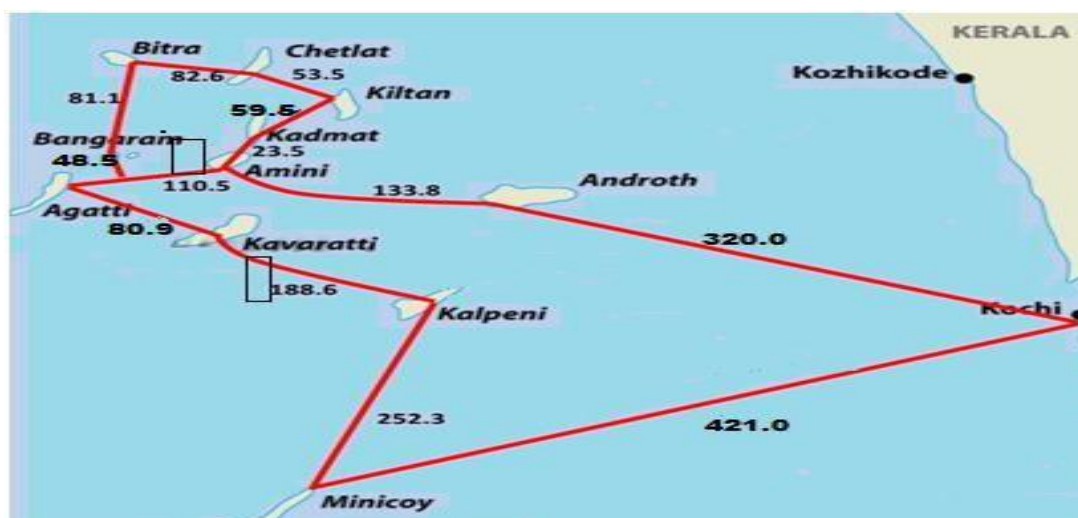 KERALA
Bitra
Chetlat
82.6
53.5
Kozhikode
81.1
Kiltan
59.5
Bangaram
Kadmat
48.5
23.5
Amini
110.5
133.8
Androth
Agatti
80.9
Kavaratti
320.0
188.6
Kalpeni
Kochi
252.3
421.0
Minicoy